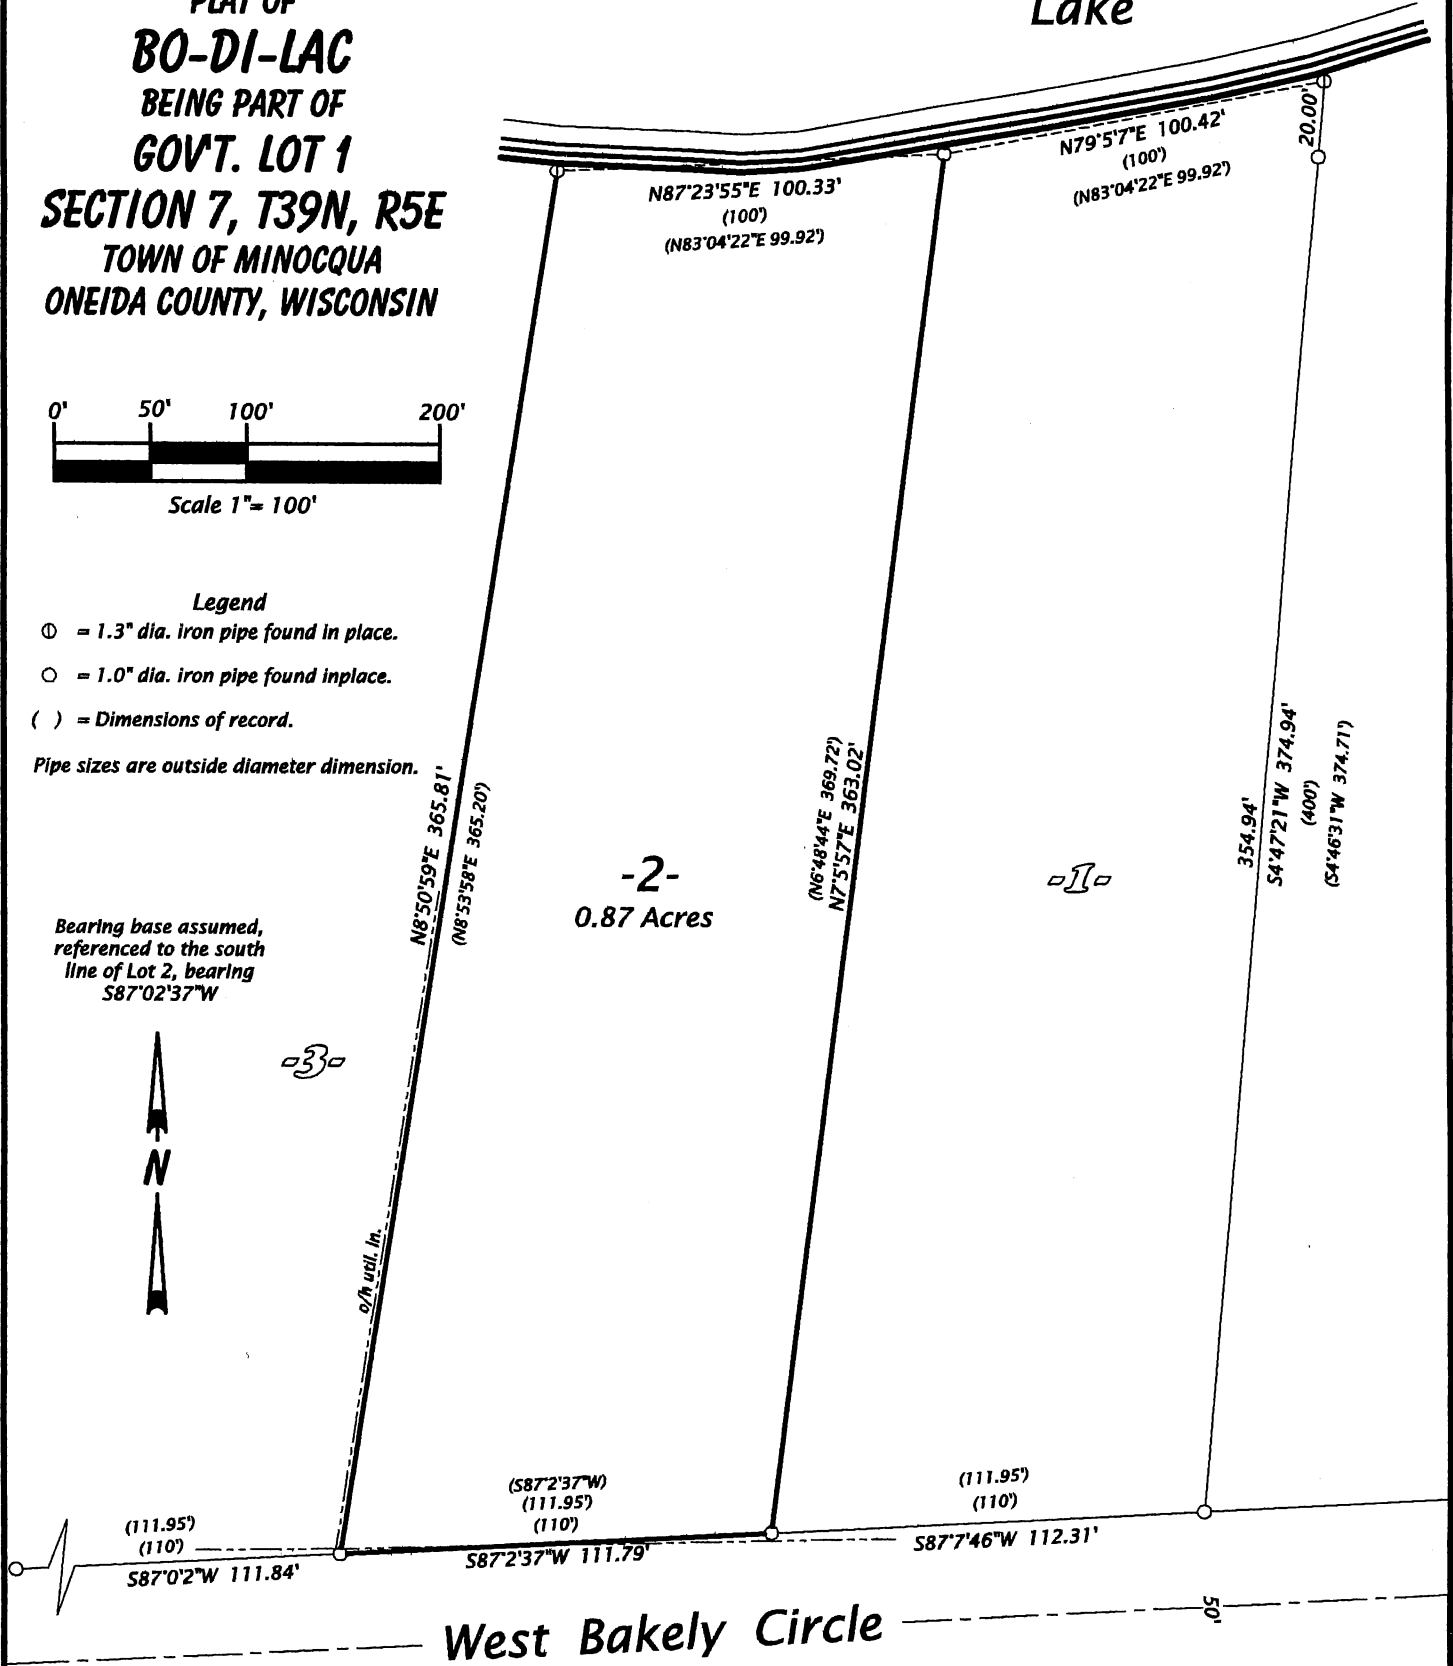 PLAT OF
BO-DI-LAC
BEING PART OF
GOV'T. LOT 1
SECTION 7, T39N, R5E
TOWN OF MINOCQUA
ONEIDA COUNTY, WISCONSIN
Lake
20.00'
N79°5'7"E 100.42'
(100')
(N83°04'22"E 99.92')
N87°23'55"E 100.33'
(100')
(N83°04'22"E 99.92')
0' 50' 100' 200'
Scale 1"= 100'
Legend
= 1.3" dia. iron pipe found in place.
= 1.0" dia. iron pipe found inplace.
( ) = Dimensions of record.
Pipe sizes are outside diameter dimension.
N8°50'59"E 365.81'
(N8°53'58"E 365.20')
-2-
0.87 Acres
(N6°48'44"E 369.72')
N7°5'57"E 363.02'
-1-
354.94'
S4°47'21"W 374.94'
(400')
(S4°46'31"W 374.71')
Bearing base assumed,
referenced to the south
line of Lot 2, bearing
S87°02'37"W
-3-
N
o/h util. ln.
(111.95')
(110')
S87°0'2"W 111.84'
(S87°2'37"W)
(111.95')
(110')
S87°2'37"W 111.79'
(111.95')
(110')
S87°7'46"W 112.31'
50'
West Bakely Circle